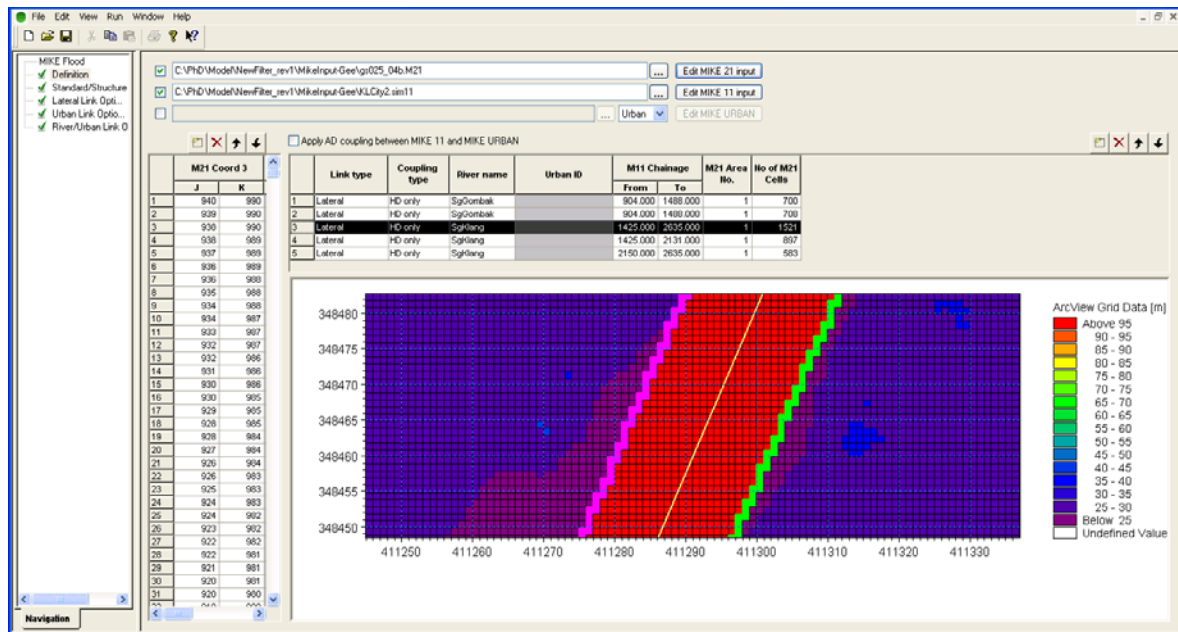 File Edit View Run Window Help
MIKE Flood
Definition
Standard/Structure
Lateral Link Opti...
Urban Link Optio...
River/Urban Link O
Navigation
C:\PhD\Model\NewFilter_rev1\MikeInput-Gee\gs025_04b.M21 ... Edit MIKE 21 input
C:\PhD\Model\NewFilter_rev1\MikeInput-Gee\KLCity2.sim11 ... Edit MIKE 11 input
... Urban Edit MIKE URBAN
Apply AD coupling between MIKE 11 and MIKE URBAN
M21 Coord 3
J K
1 940 990
2 939 990
3 938 990
4 938 989
5 937 989
6 936 989
7 936 988
8 935 988
9 934 988
10 934 987
11 933 987
12 932 987
13 932 986
14 931 986
15 930 986
16 930 985
17 929 985
18 928 985
19 928 984
20 927 984
21 926 984
22 926 983
23 925 983
24 924 983
25 924 982
26 923 982
27 922 982
28 922 981
29 921 981
30 920 981
31 920 980
Link type Coupling type River name Urban ID M11 Chainage From To M21 Area No. No of M21 Cells
1 Lateral HD only SgGombak 904.000 1488.000 1 700
2 Lateral HD only SgGombak 904.000 1488.000 1 708
3 Lateral HD only SgKlang 1425.000 2635.000 1 1521
4 Lateral HD only SgKlang 1425.000 2131.000 1 897
5 Lateral HD only SgKlang 2150.000 2635.000 1 583
348480
348475
348470
348465
348460
348455
348450
411250 411260 411270 411280 411290 411300 411310 411320 411330
ArcView Grid Data [m]
Above 95
90 - 95
85 - 90
80 - 85
75 - 80
70 - 75
65 - 70
60 - 65
55 - 60
50 - 55
45 - 50
40 - 45
35 - 40
30 - 35
25 - 30
Below 25
Undefined Value